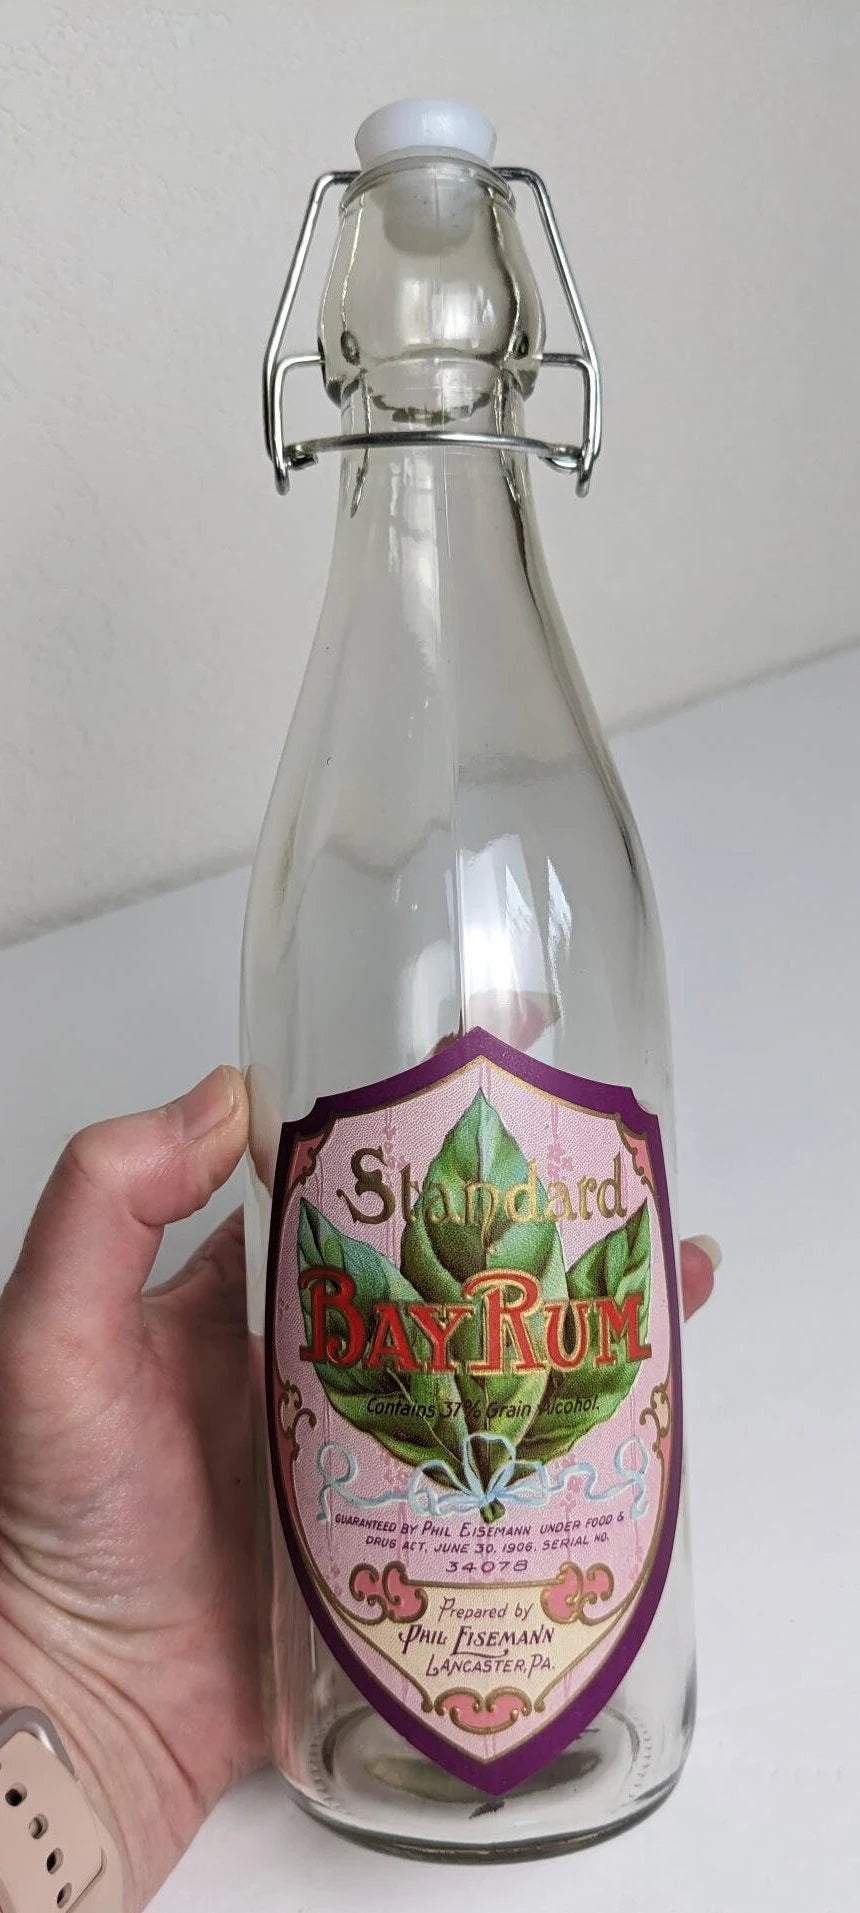 Standard
BAY RUM
Contains 37% Grain Alcohol.
GUARANTEED BY PHIL EISEMANN UNDER FOOD &
DRUG ACT, JUNE 30, 1906, SERIAL NO.
34078
Prepared by
PHIL EISEMANN
LANCASTER, PA.